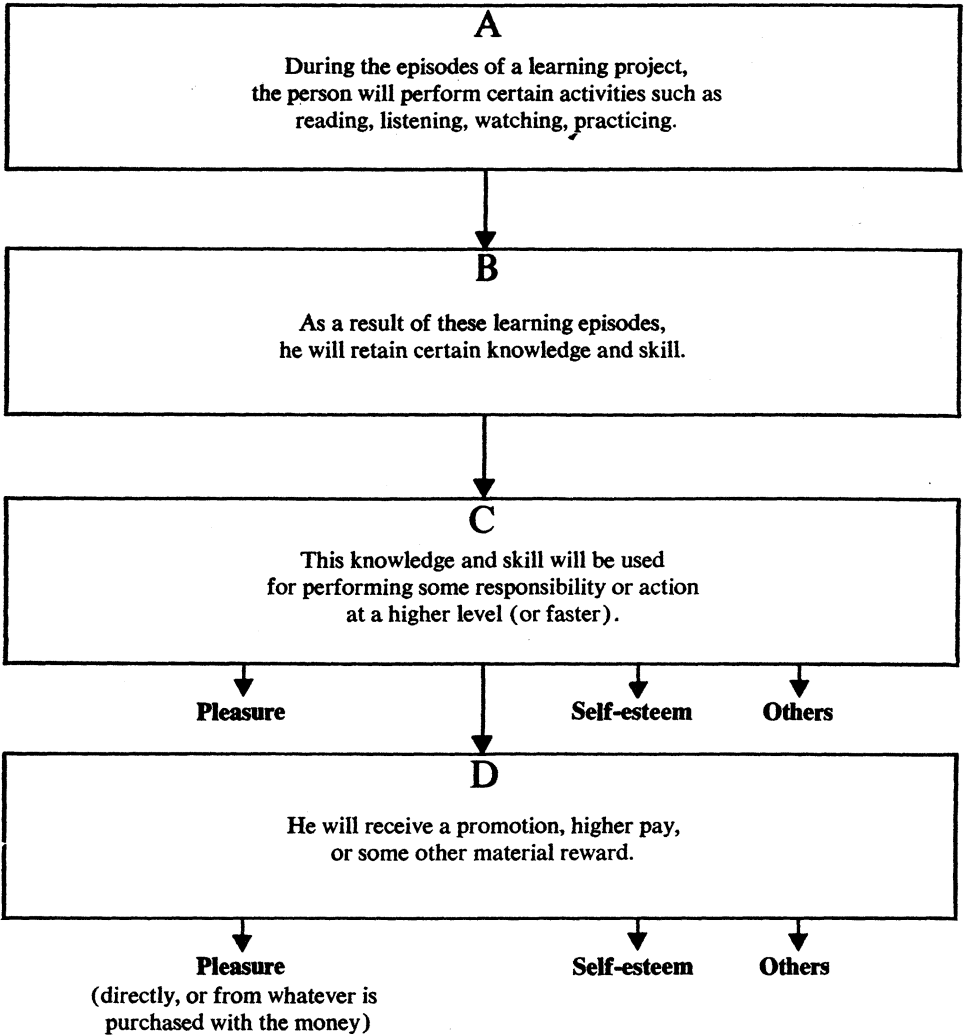 A
During the episodes of a learning project,
the person will perform certain activities such as
reading, listening, watching, practicing.
B
As a result of these learning episodes,
he will retain certain knowledge and skill.
C
This knowledge and skill will be used
for performing some responsibility or action
at a higher level (or faster).
Pleasure Self-esteem Others
D
He will receive a promotion, higher pay,
or some other material reward.
Pleasure Self-esteem Others
(directly, or from whatever is
purchased with the money)